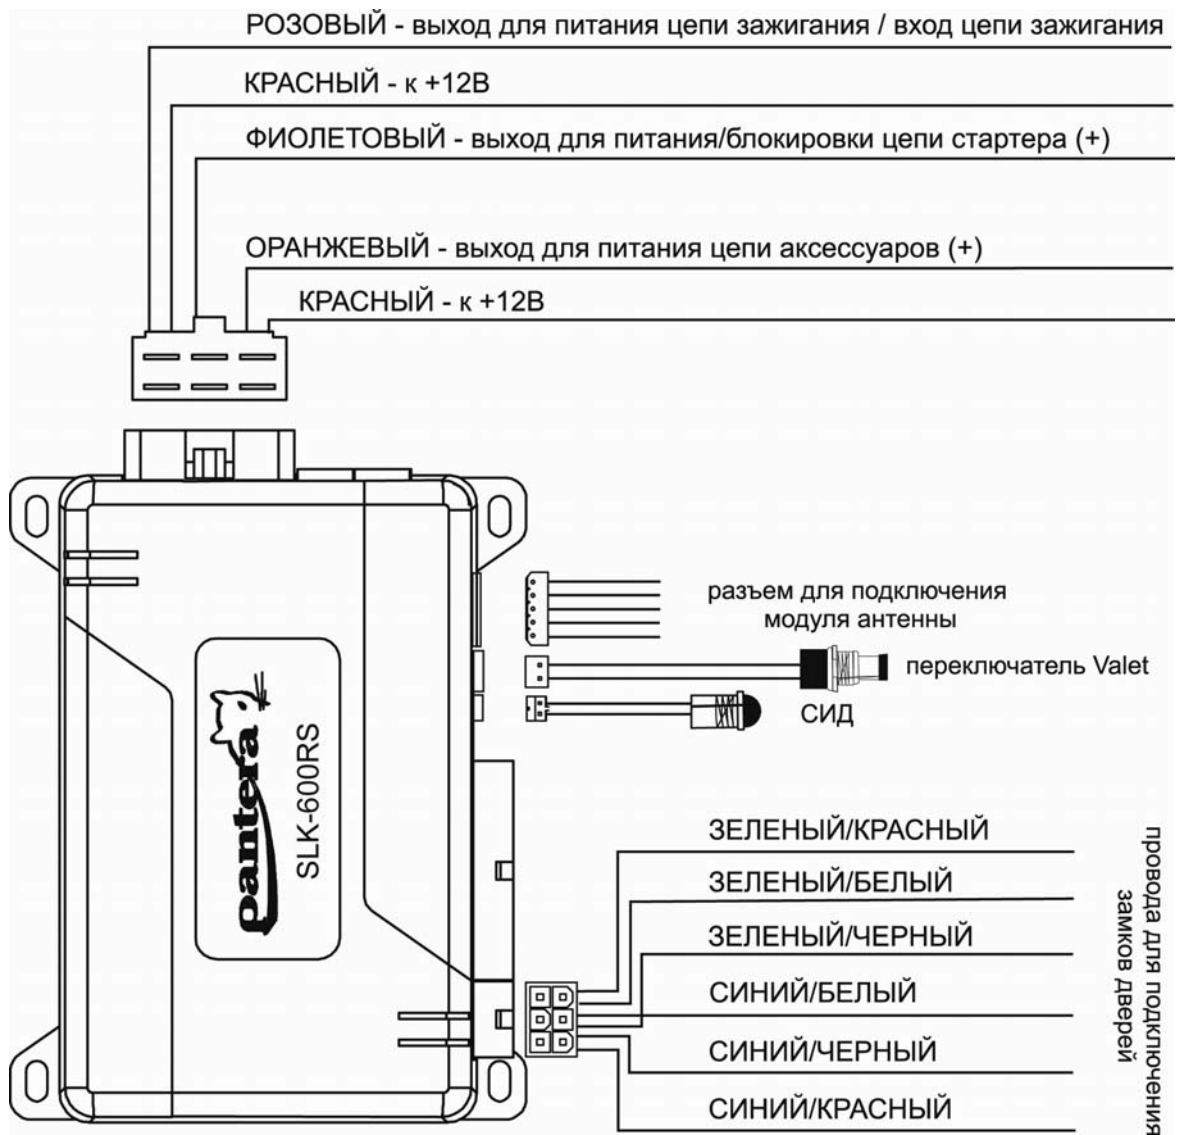 РОЗОВЫЙ - выход для питания цепи зажигания / вход цепи зажигания
КРАСНЫЙ - к +12В
ФИОЛЕТОВЫЙ - выход для питания/блокировки цепи стартера (+)
ОРАНЖЕВЫЙ - выход для питания цепи аксессуаров (+)
КРАСНЫЙ - к +12В
разъем для подключения
модуля антенны
переключатель Valet
СИД
pantera
SLK-600RS
ЗЕЛЕНЫЙ/КРАСНЫЙ
ЗЕЛЕНЫЙ/БЕЛЫЙ
ЗЕЛЕНЫЙ/ЧЕРНЫЙ
СИНИЙ/БЕЛЫЙ
СИНИЙ/ЧЕРНЫЙ
СИНИЙ/КРАСНЫЙ
провода для подключения
замков дверей